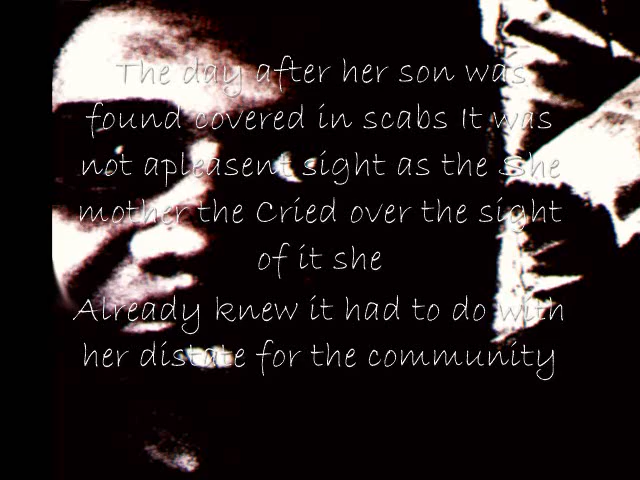 The day after her son was
found covered in scabs It was
not apleasent sight as the She
mother the Cried over the sight
of it she
Already knew it had to do with
her distate for the community